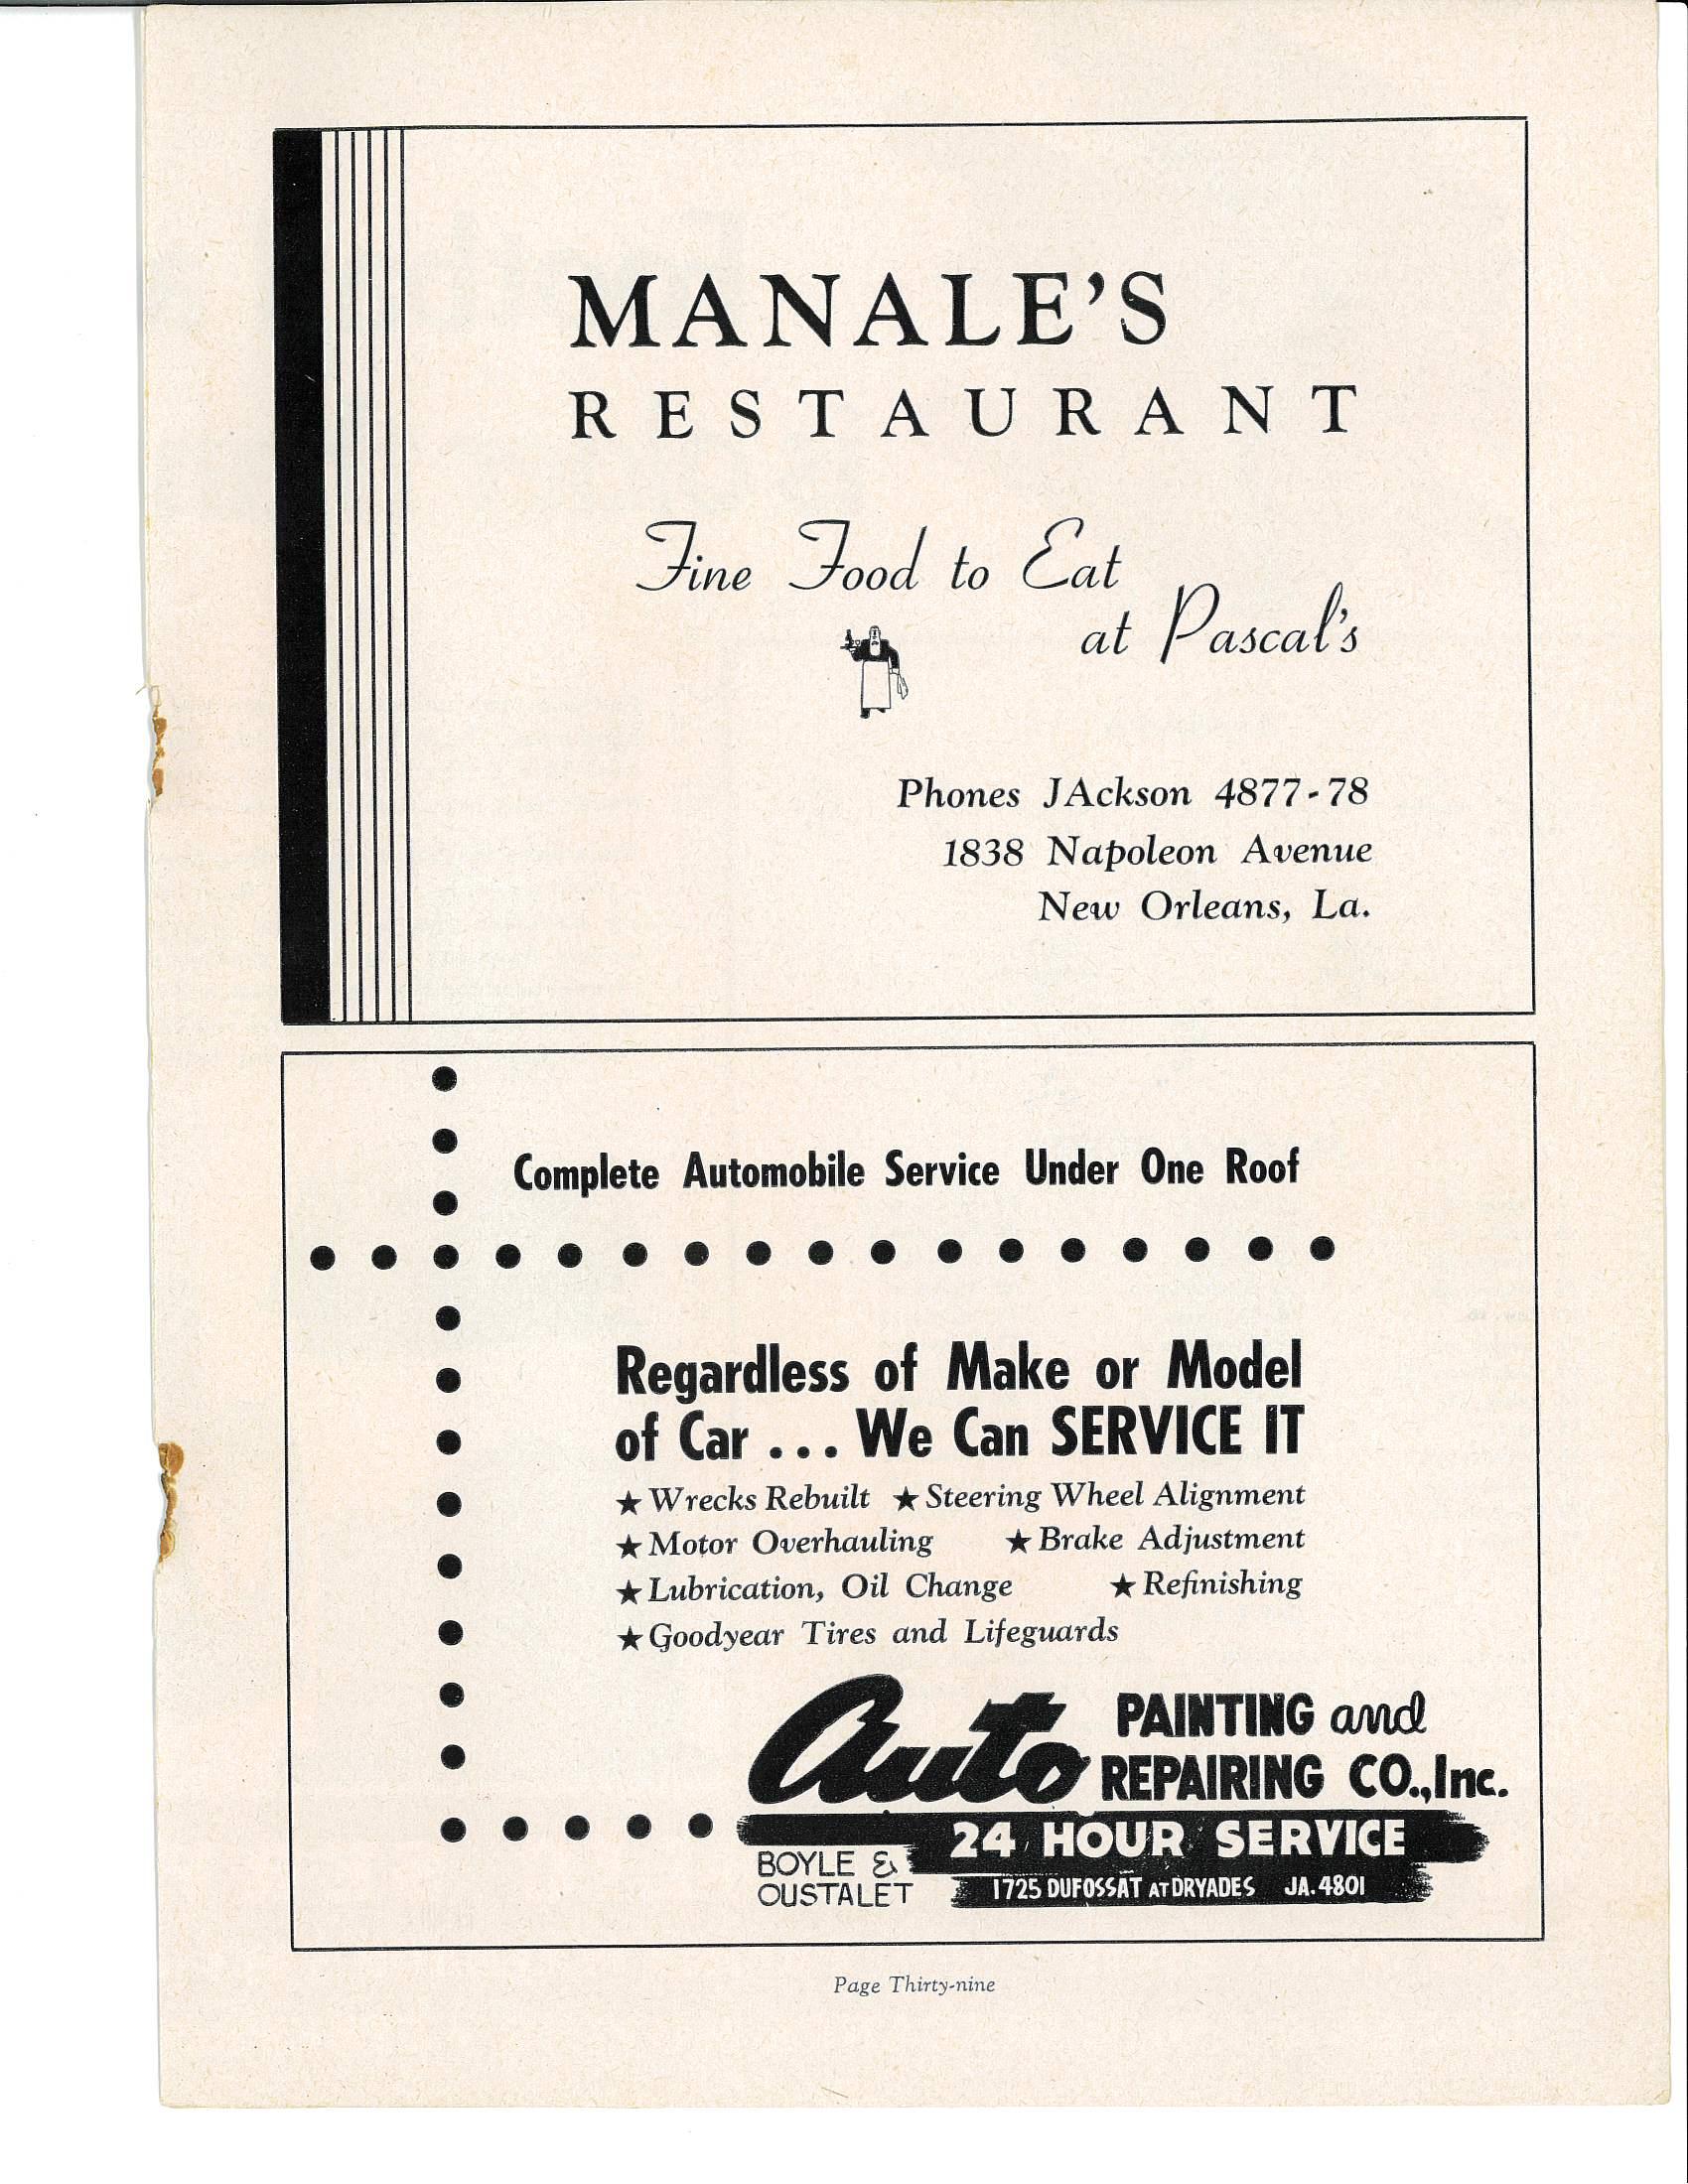 MANALE'S
RESTAURANT
Fine Food to Eat
at Pascal's
Phones JAckson 4877-78
1838 Napoleon Avenue
New Orleans, La.
Complete Automobile Service Under One Roof
Regardless of Make or Model
of Car ... We Can SERVICE IT
★ Wrecks Rebuilt ★ Steering Wheel Alignment
★ Motor Overhauling ★ Brake Adjustment
★ Lubrication, Oil Change ★ Refinishing
★ Goodyear Tires and Lifeguards
Auto PAINTING and
REPAIRING CO., Inc.
24 HOUR SERVICE
BOYLE &
OUSTALET
1725 DUFOSSAT AT DRYADES JA. 4801
Page Thirty-nine